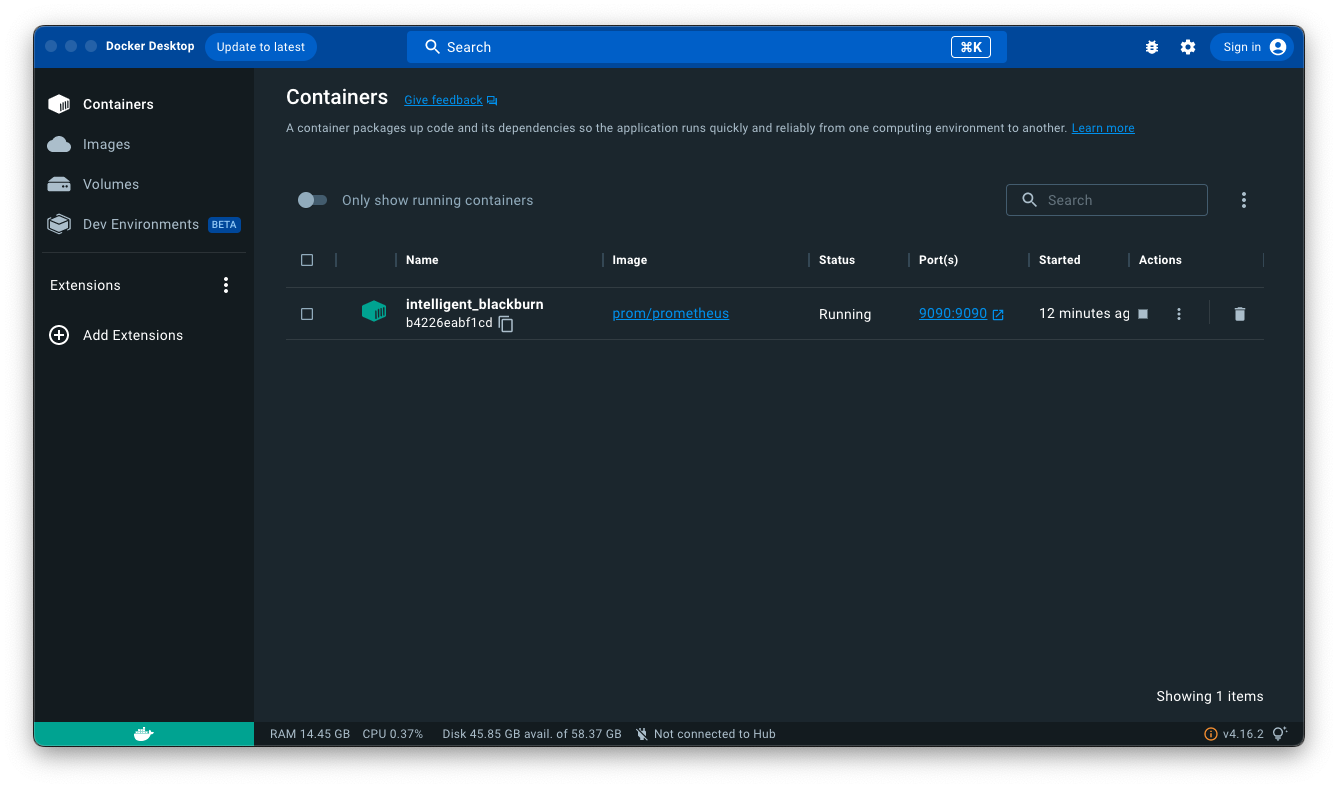 Docker Desktop Update to latest Search ⌘K Sign in
Containers
Images
Volumes
Dev Environments BETA
Extensions
Add Extensions
Containers Give feedback
A container packages up code and its dependencies so the application runs quickly and reliably from one computing environment to another. Learn more
Only show running containers Search
Name Image Status Port(s) Started Actions
intelligent_blackburn
b4226eabf1cd prom/prometheus Running 9090:9090 12 minutes ag
Showing 1 items
RAM 14.45 GB CPU 0.37% Disk 45.85 GB avail. of 58.37 GB Not connected to Hub v4.16.2